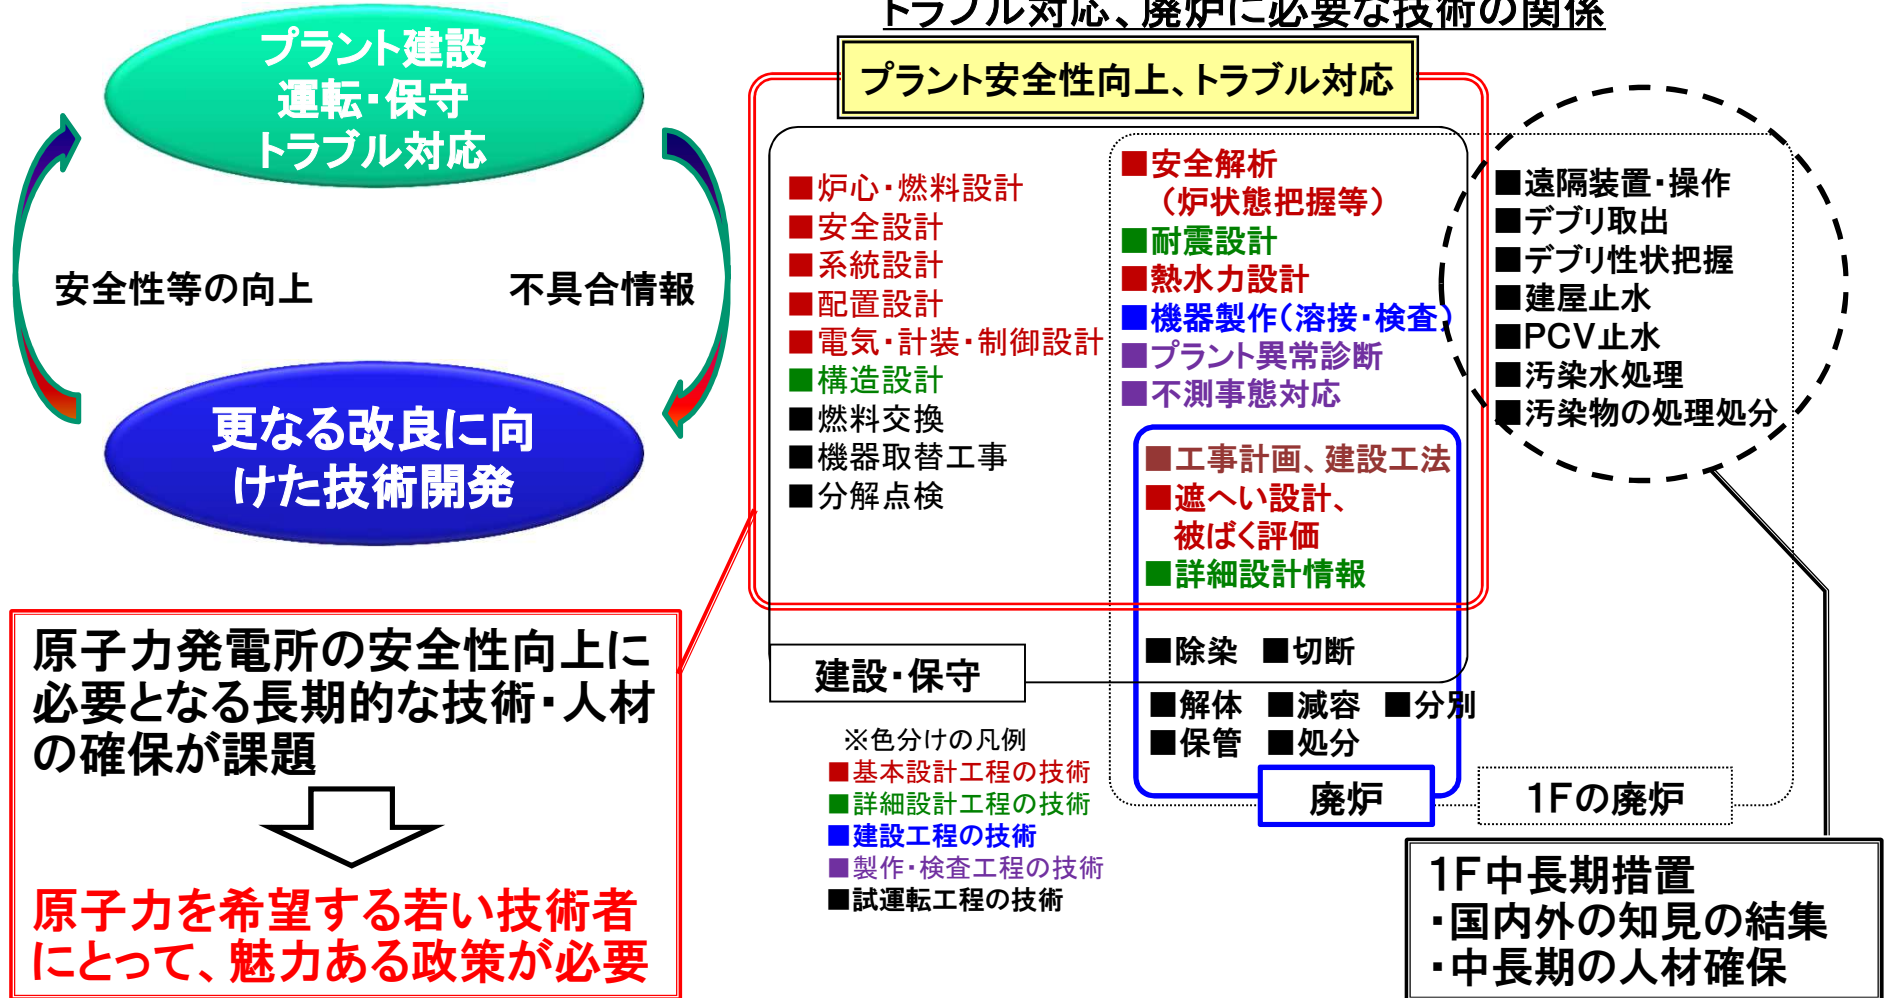 トラブル対応、廃炉に必要な技術の関係
プラント建設
運転・保守
トラブル対応
安全性等の向上
不具合情報
更なる改良に向
けた技術開発
原子力発電所の安全性向上に
必要となる長期的な技術・人材
の確保が課題
原子力を希望する若い技術者
にとって、魅力ある政策が必要
プラント安全性向上、トラブル対応
■炉心・燃料設計
■安全設計
■系統設計
■配置設計
■電気・計装・制御設計
■構造設計
■燃料交換
■機器取替工事
■分解点検
■安全解析
（炉状態把握等）
■耐震設計
■熱水力設計
■機器製作（溶接・検査）
■プラント異常診断
■不測事態対応
■工事計画、建設工法
■遮へい設計、
被ばく評価
■詳細設計情報
■除染 ■切断
■解体 ■減容 ■分別
■保管 ■処分
■遠隔装置・操作
■デブリ取出
■デブリ性状把握
■建屋止水
■PCV止水
■汚染水処理
■汚染物の処理処分
建設・保守
廃炉
1Fの廃炉
※色分けの凡例
■基本設計工程の技術
■詳細設計工程の技術
■建設工程の技術
■製作・検査工程の技術
■試運転工程の技術
1F中長期措置
・国内外の知見の結集
・中長期の人材確保